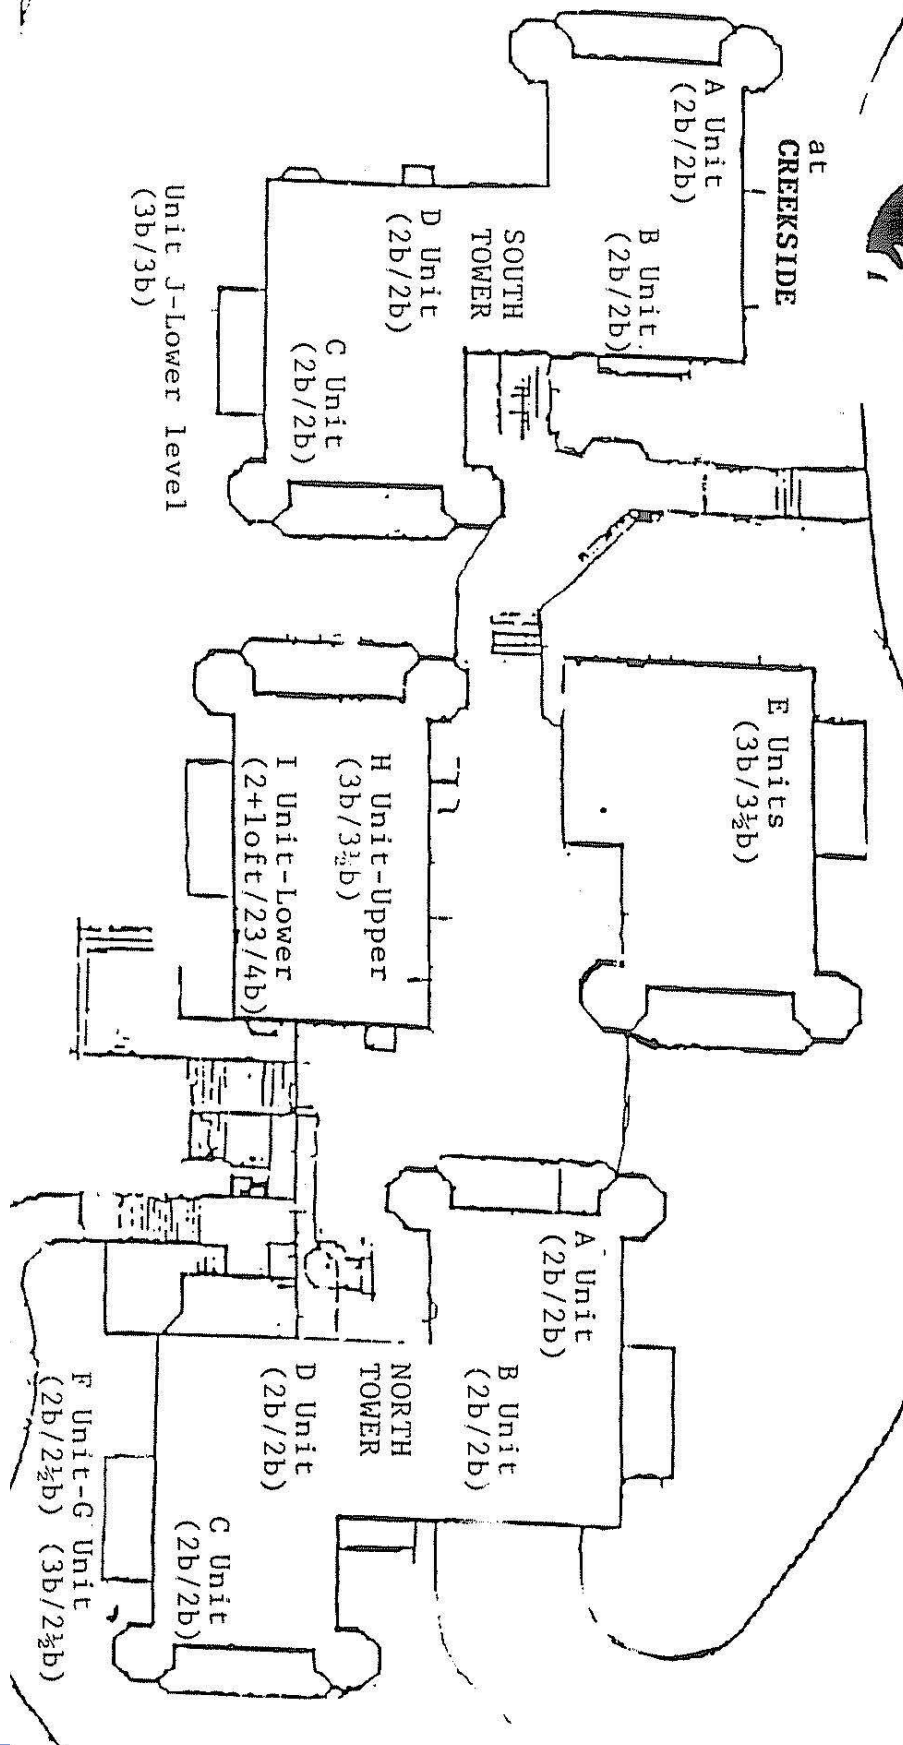 at
CREEKSIDE
A Unit
(2b/2b)
B Unit
(2b/2b)
SOUTH
TOWER
D Unit
(2b/2b)
C Unit
(2b/2b)
Unit J-Lower level
(3b/3b)
E Units
(3b/3½b)
H Unit-Upper
(3b/3½b)
I Unit-Lower
(2+loft/23/4b)
A Unit
(2b/2b)
B Unit
(2b/2b)
NORTH
TOWER
D Unit
(2b/2b)
C Unit
(2b/2b)
F Unit-G Unit
(2b/2½b) (3b/2½b)